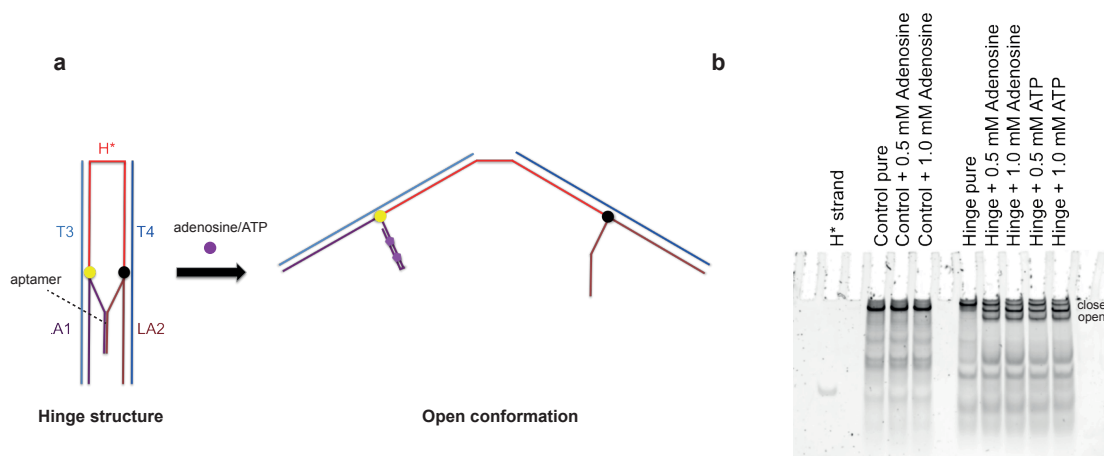 a
b
H*
T3
T4
adenosine/ATP
aptamer
.A1
LA2
Hinge structure
Open conformation
H* strand
Control pure
Control + 0.5 mM Adenosine
Control + 1.0 mM Adenosine
Hinge pure
Hinge + 0.5 mM Adenosine
Hinge + 1.0 mM Adenosine
Hinge + 0.5 mM ATP
Hinge + 1.0 mM ATP
close
open